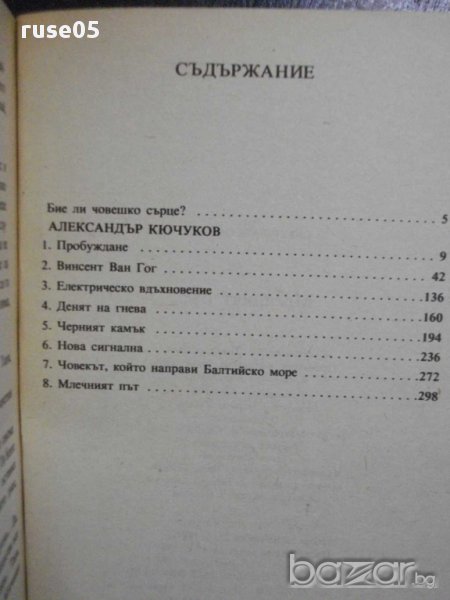 ruse05
СЪДЪРЖАНИЕ
Бие ли човешко сърце? 5
АЛЕКСАНДЪР КЮЧУКОВ
1. Пробуждане 9
2. Винсент Ван Гог 42
3. Електрическо вдъхновение 136
4. Денят на гнева 160
5. Черният камък 194
6. Нова сигнална 236
7. Човекът, който направи Балтийско море 272
8. Млечният път 298
bazar.bg